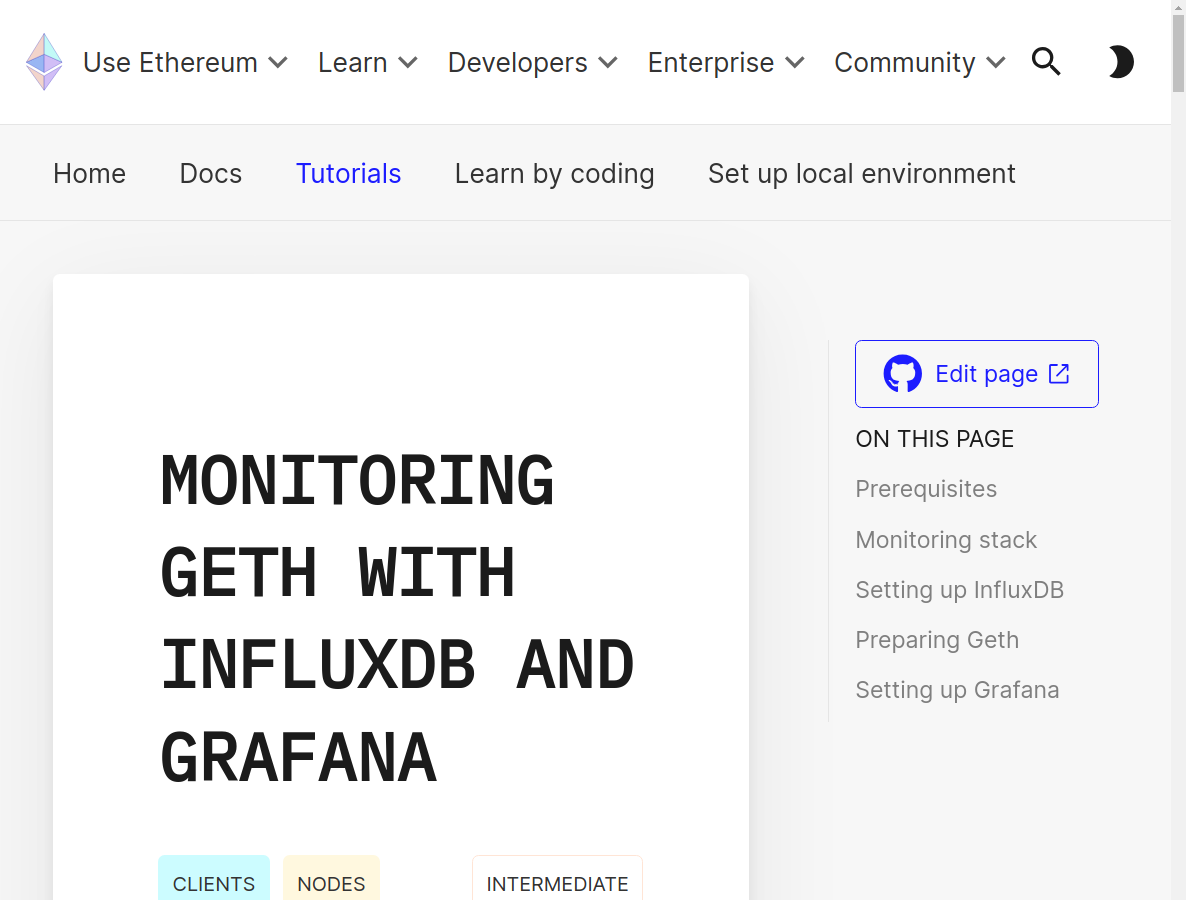 Use Ethereum Learn Developers Enterprise Community
Home Docs Tutorials Learn by coding Set up local environment
MONITORING
GETH WITH
INFLUXDB AND
GRAFANA
CLIENTS NODES INTERMEDIATE
Edit page
ON THIS PAGE
Prerequisites
Monitoring stack
Setting up InfluxDB
Preparing Geth
Setting up Grafana